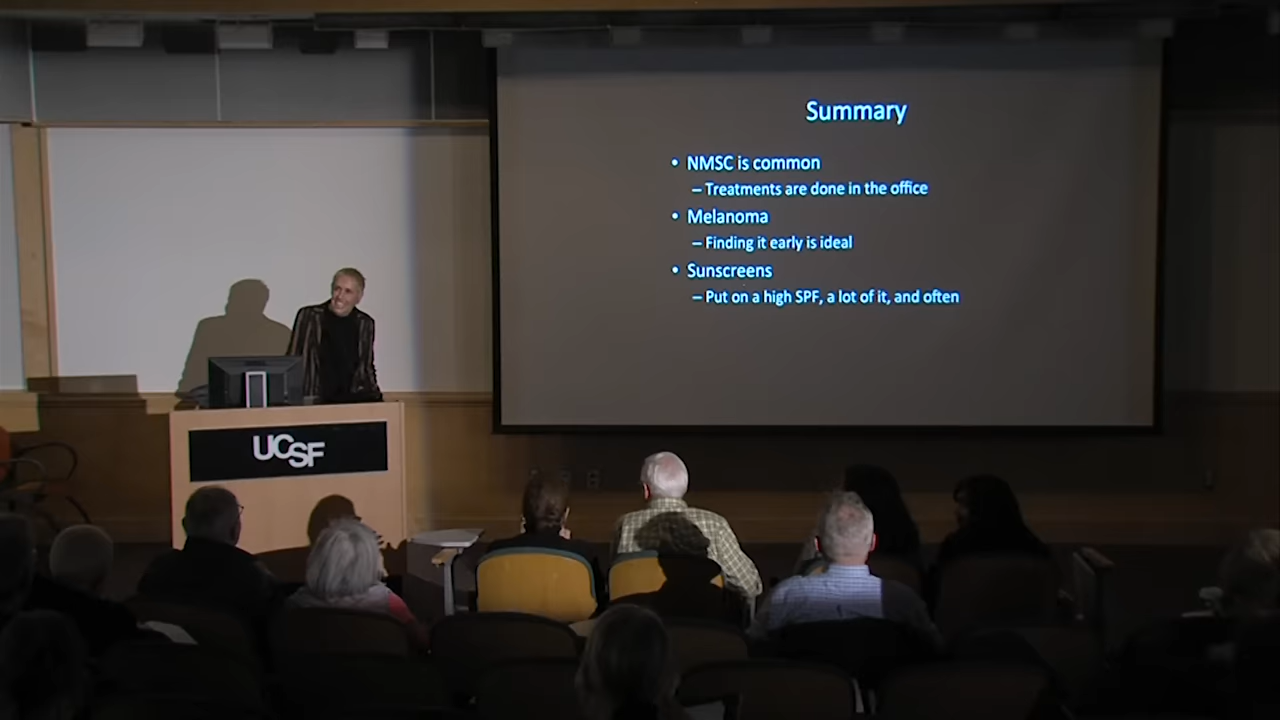 Summary
• NMSC is common
– Treatments are done in the office
• Melanoma
– Finding it early is ideal
• Sunscreens
– Put on a high SPF, a lot of it, and often
UCSF